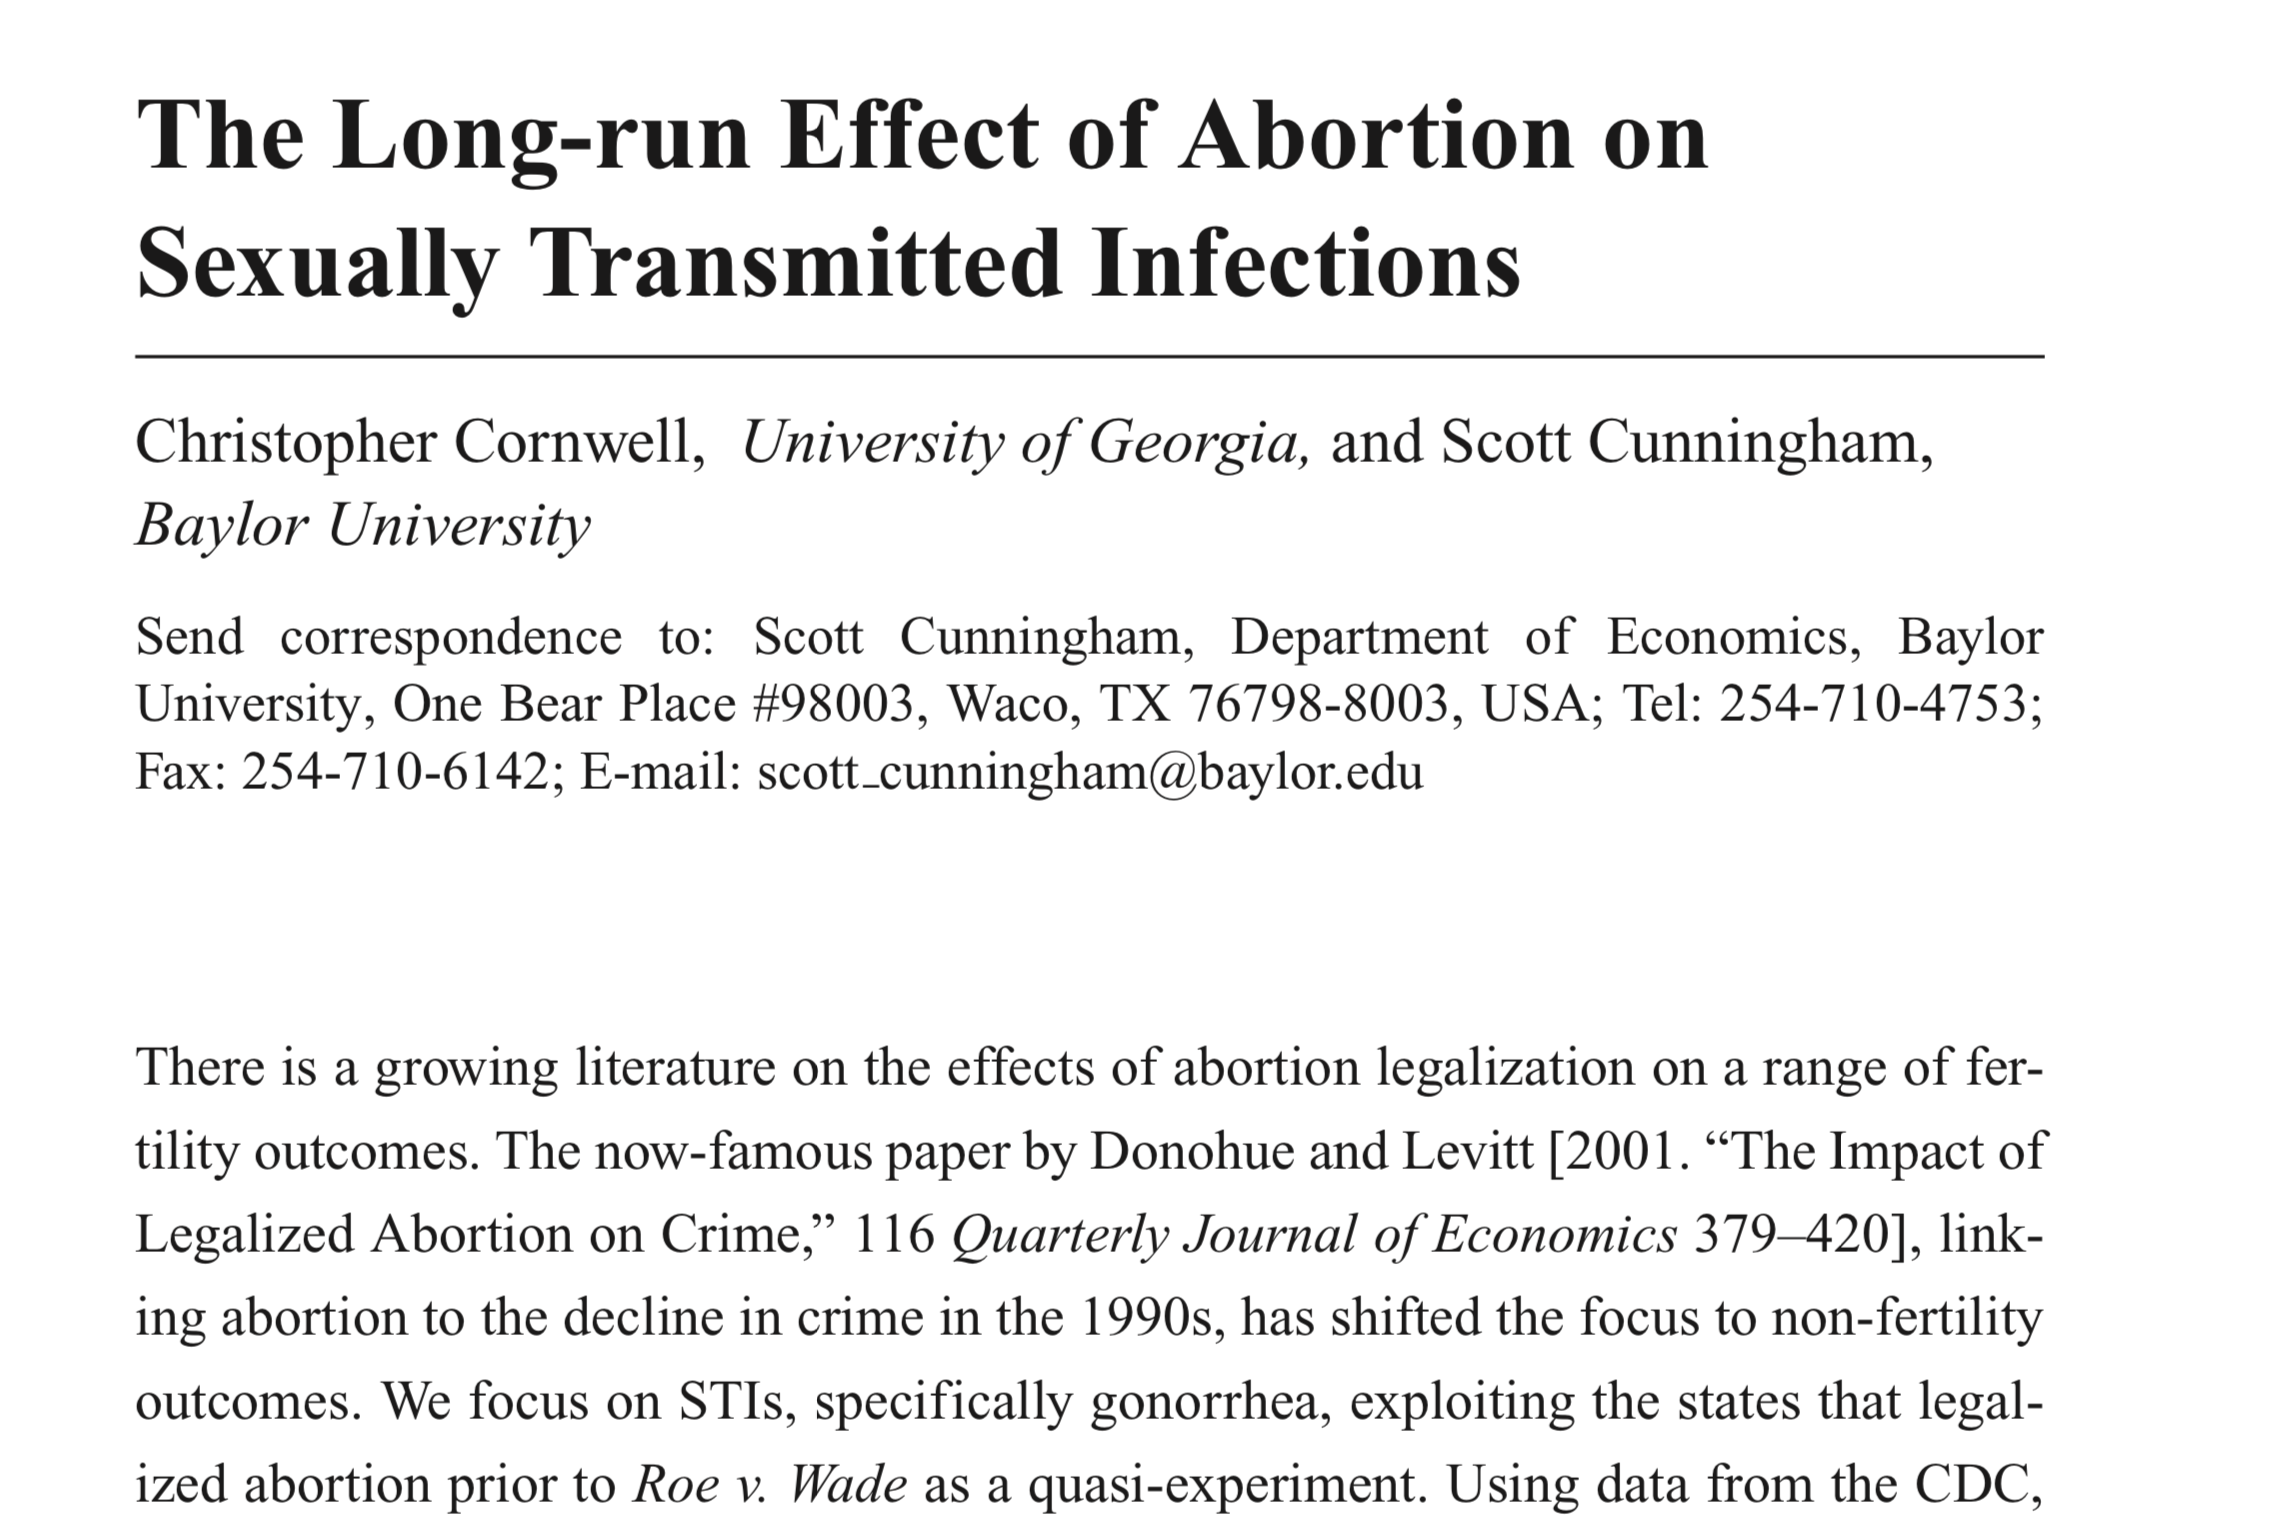 The Long-run Effect of Abortion on
Sexually Transmitted Infections
Christopher Cornwell, University of Georgia, and Scott Cunningham,
Baylor University
Send correspondence to: Scott Cunningham, Department of Economics, Baylor
University, One Bear Place #98003, Waco, TX 76798-8003, USA; Tel: 254-710-4753;
Fax: 254-710-6142; E-mail: scott_cunningham@baylor.edu
There is a growing literature on the effects of abortion legalization on a range of fer-
tility outcomes. The now-famous paper by Donohue and Levitt [2001. “The Impact of
Legalized Abortion on Crime,” 116 Quarterly Journal of Economics 379–420], link-
ing abortion to the decline in crime in the 1990s, has shifted the focus to non-fertility
outcomes. We focus on STIs, specifically gonorrhea, exploiting the states that legal-
ized abortion prior to Roe v. Wade as a quasi-experiment. Using data from the CDC,